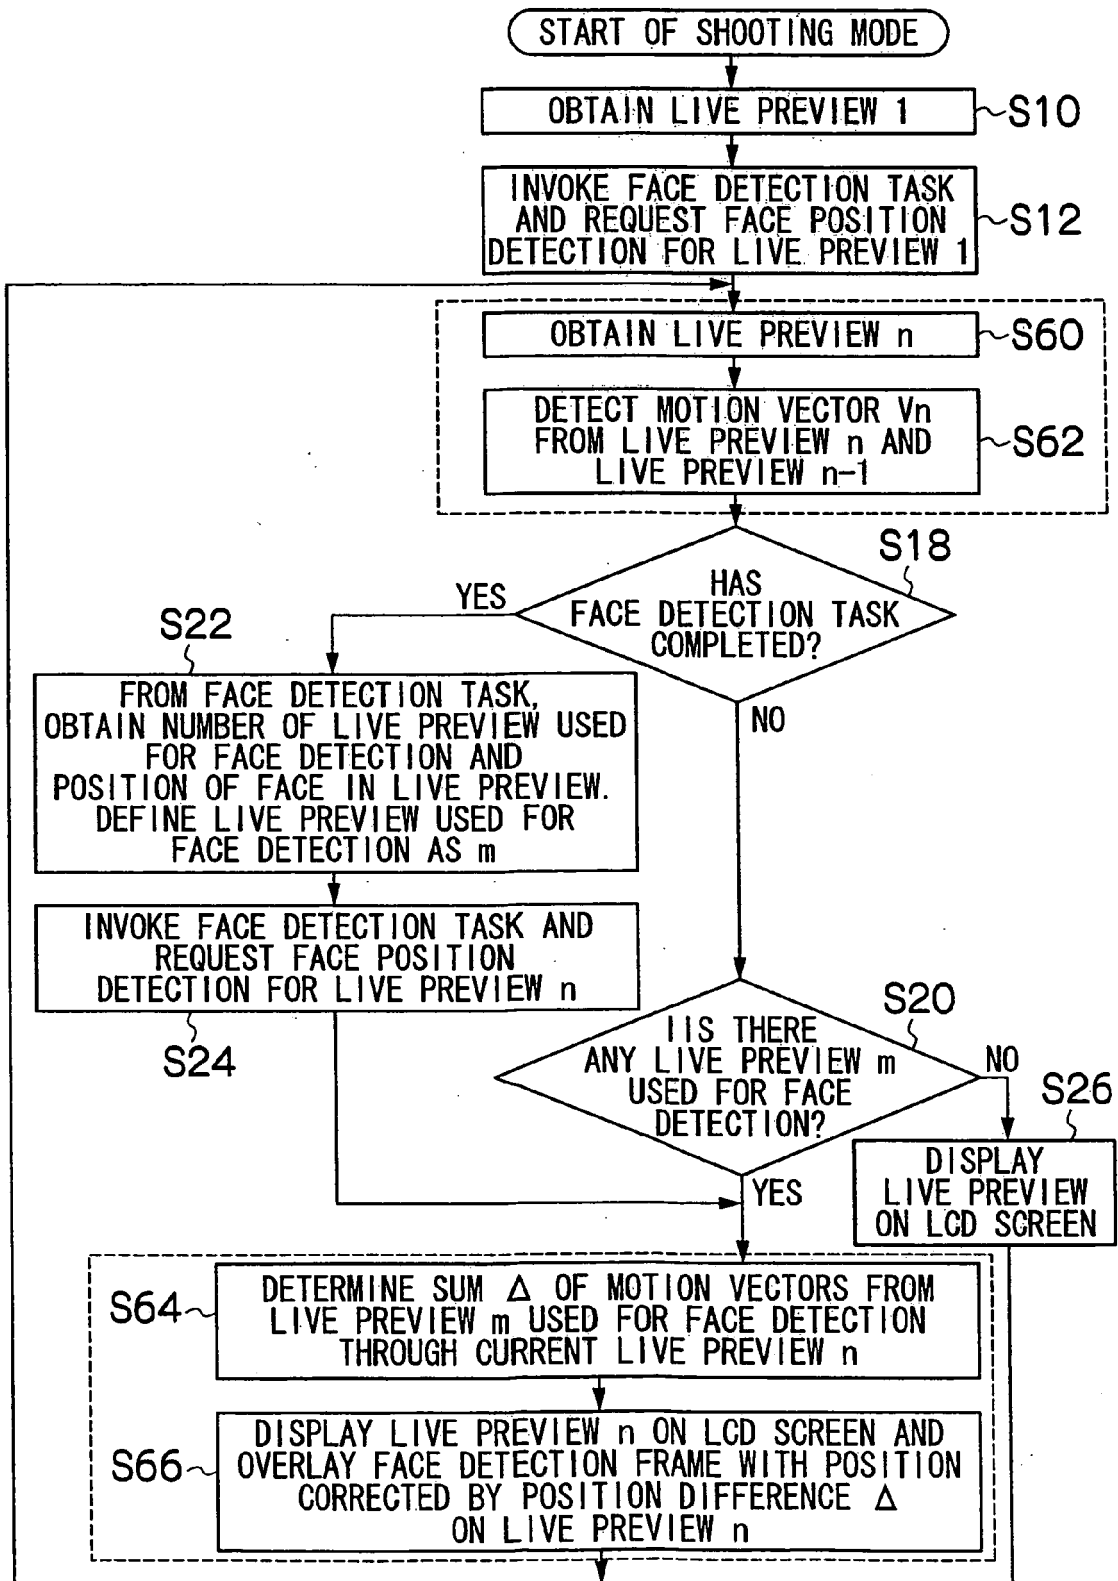 START OF SHOOTING MODE
OBTAIN LIVE PREVIEW 1
S10
INVOKE FACE DETECTION TASK
AND REQUEST FACE POSITION
DETECTION FOR LIVE PREVIEW 1
S12
OBTAIN LIVE PREVIEW n
S60
DETECT MOTION VECTOR Vn
FROM LIVE PREVIEW n AND
LIVE PREVIEW n-1
S62
S18
HAS
FACE DETECTION TASK
COMPLETED?
YES
NO
S22
FROM FACE DETECTION TASK,
OBTAIN NUMBER OF LIVE PREVIEW USED
FOR FACE DETECTION AND
POSITION OF FACE IN LIVE PREVIEW.
DEFINE LIVE PREVIEW USED FOR
FACE DETECTION AS m
INVOKE FACE DETECTION TASK AND
REQUEST FACE POSITION
DETECTION FOR LIVE PREVIEW n
S24
S20
IIS THERE
ANY LIVE PREVIEW m
USED FOR FACE
DETECTION?
NO
YES
S26
DISPLAY
LIVE PREVIEW
ON LCD SCREEN
S64
DETERMINE SUM Δ OF MOTION VECTORS FROM
LIVE PREVIEW m USED FOR FACE DETECTION
THROUGH CURRENT LIVE PREVIEW n
S66
DISPLAY LIVE PREVIEW n ON LCD SCREEN AND
OVERLAY FACE DETECTION FRAME WITH POSITION
CORRECTED BY POSITION DIFFERENCE Δ
ON LIVE PREVIEW n